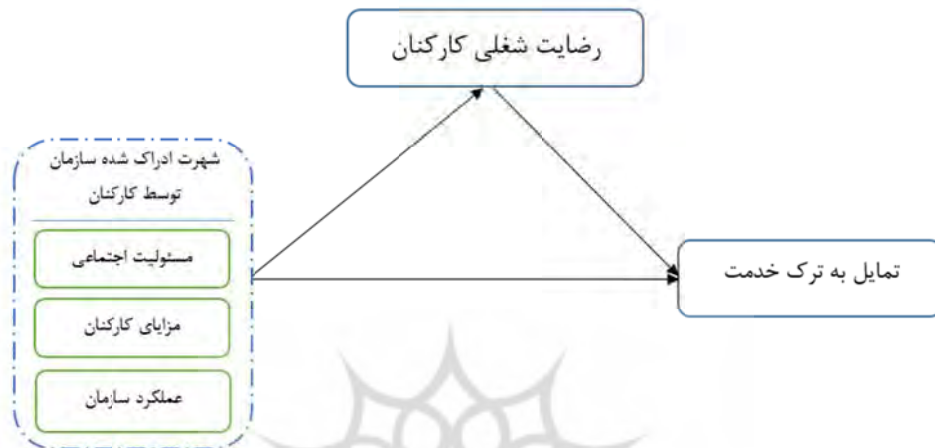 رضایت شغلی کارکنان
شهرت ادراک شده سازمان
توسط کارکنان
مسئولیت اجتماعی
مزایای کارکنان
عملکرد سازمان
تمایل به ترک خدمت